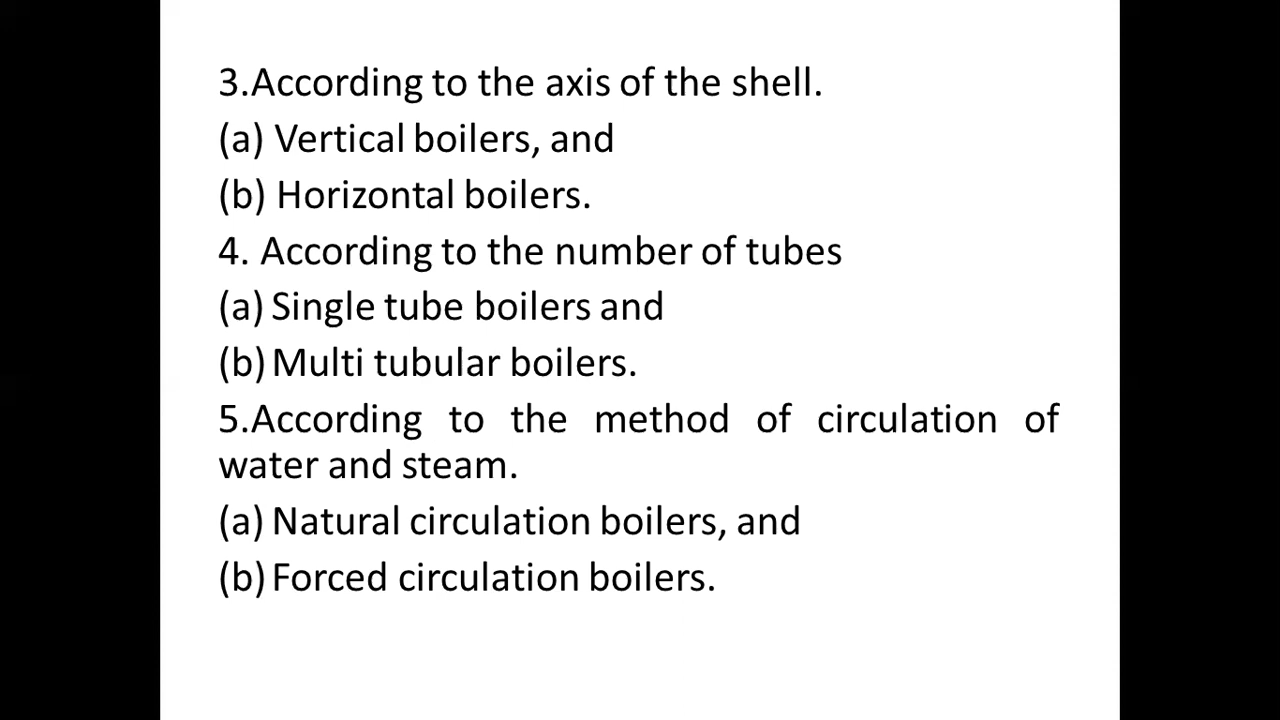 3.According to the axis of the shell.
(a) Vertical boilers, and
(b) Horizontal boilers.
4. According to the number of tubes
(a) Single tube boilers and
(b) Multi tubular boilers.
5.According to the method of circulation of
water and steam.
(a) Natural circulation boilers, and
(b) Forced circulation boilers.